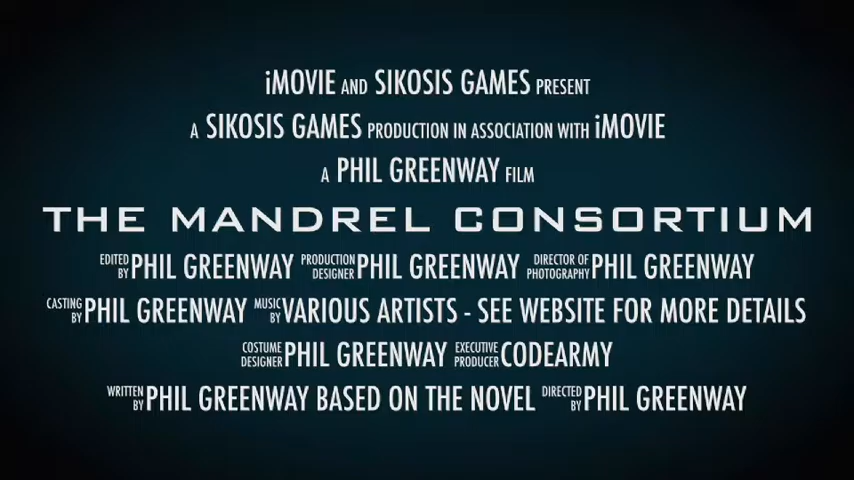 iMOVIE AND SIKOSIS GAMES PRESENT
A SIKOSIS GAMES PRODUCTION IN ASSOCIATION WITH iMOVIE
A PHIL GREENWAY FILM
THE MANDREL CONSORTIUM
EDITED BY PHIL GREENWAY PRODUCTION DESIGNER PHIL GREENWAY DIRECTOR OF PHOTOGRAPHY PHIL GREENWAY
CASTING BY PHIL GREENWAY MUSIC BY VARIOUS ARTISTS - SEE WEBSITE FOR MORE DETAILS
COSTUME DESIGNER PHIL GREENWAY EXECUTIVE PRODUCER CODEARMY
WRITTEN BY PHIL GREENWAY BASED ON THE NOVEL DIRECTED BY PHIL GREENWAY